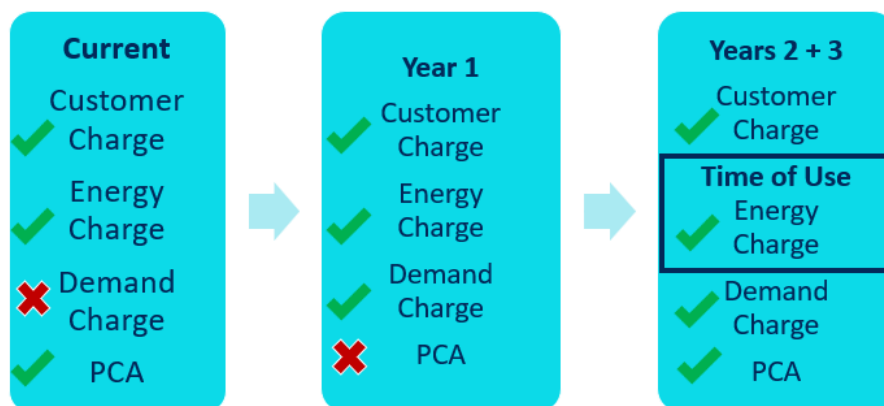 Current
Customer
Charge
Energy
Charge
Demand
Charge
PCA
Year 1
Customer
Charge
Energy
Charge
Demand
Charge
PCA
Years 2 + 3
Customer
Charge
Time of Use
Energy
Charge
Demand
Charge
PCA